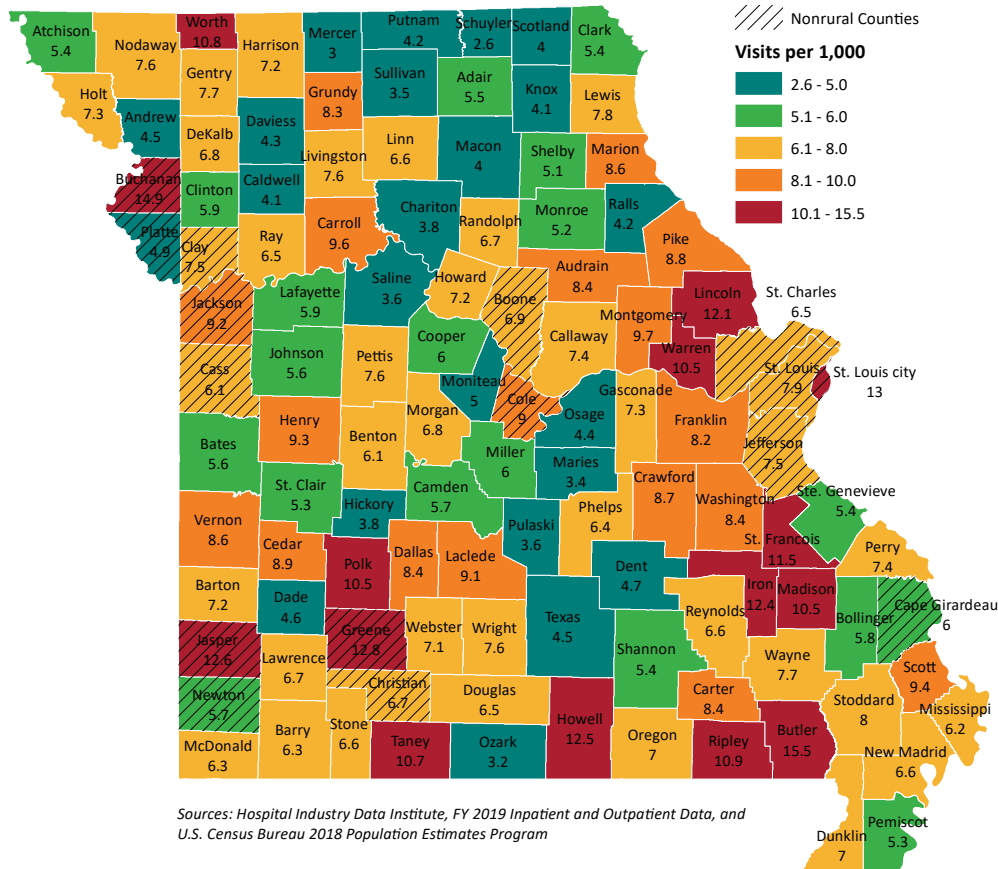 Nonrural Counties
Visits per 1,000
2.6 - 5.0
5.1 - 6.0
6.1 - 8.0
8.1 - 10.0
10.1 - 15.5
Atchison
5.4
Nodaway
7.6
Worth
10.8
Harrison
7.2
Mercer
3
Putnam
4.2
Schuyler
2.6
Scotland
4
Clark
5.4
Holt
7.3
Gentry
7.7
Grundy
8.3
Sullivan
3.5
Adair
5.5
Knox
4.1
Lewis
7.8
Andrew
4.5
DeKalb
6.8
Daviess
4.3
Livingston
7.6
Linn
6.6
Macon
4
Shelby
5.1
Marion
8.6
Buchanan
14.9
Clinton
5.9
Caldwell
4.1
Chariton
3.8
Randolph
6.7
Monroe
5.2
Ralls
4.2
Platte
4.9
Clay
7.5
Ray
6.5
Carroll
9.6
Pike
8.8
Audrain
8.4
Saline
3.6
Howard
7.2
Boone
6.9
Jackson
9.2
Lafayette
5.9
Callaway
7.4
Montgomery
9.7
Lincoln
12.1
St. Charles
6.5
Cooper
6
Johnson
5.6
Pettis
7.6
Warren
10.5
Cass
6.1
St. Louis
7.9
St. Louis city
13
Moniteau
5
Cole
9
Gasconade
7.3
Morgan
6.8
Osage
4.4
Franklin
8.2
Henry
9.3
Benton
6.1
Jefferson
7.5
Bates
5.6
Miller
6
Maries
3.4
Crawford
8.7
St. Clair
5.3
Camden
5.7
Hickory
3.8
Washington
8.4
Ste. Genevieve
5.4
Vernon
8.6
Pulaski
3.6
Phelps
6.4
St. Francois
11.5
Cedar
8.9
Polk
10.5
Dallas
8.4
Laclede
9.1
Perry
7.4
Barton
7.2
Dade
4.6
Dent
4.7
Iron
12.4
Madison
10.5
Cape Girardeau
6
Jasper
12.6
Greene
12.8
Webster
7.1
Wright
7.6
Texas
4.5
Reynolds
6.6
Bollinger
5.8
Lawrence
6.7
Shannon
5.4
Wayne
7.7
Newton
5.7
Christian
6.7
Douglas
6.5
Carter
8.4
Scott
9.4
Stoddard
8
Mississippi
6.2
McDonald
6.3
Barry
6.3
Stone
6.6
Taney
10.7
Ozark
3.2
Howell
12.5
Oregon
7
Ripley
10.9
Butler
15.5
New Madrid
6.6
Pemiscot
5.3
Dunklin
7
Sources: Hospital Industry Data Institute, FY 2019 Inpatient and Outpatient Data, and
U.S. Census Bureau 2018 Population Estimates Program